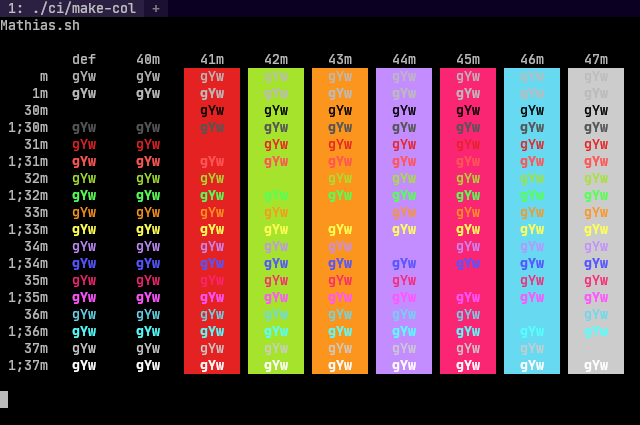 1: ./ci/make-col +
Mathias.sh
def 40m 41m 42m 43m 44m 45m 46m 47m
m gYw gYw gYw gYw gYw gYw gYw gYw gYw
1m gYw gYw gYw gYw gYw gYw gYw gYw gYw
30m gYw gYw gYw gYw gYw gYw gYw
1;30m gYw gYw gYw gYw gYw gYw gYw gYw gYw
31m gYw gYw gYw gYw gYw gYw gYw gYw
1;31m gYw gYw gYw gYw gYw gYw gYw gYw gYw
32m gYw gYw gYw gYw gYw gYw gYw gYw
1;32m gYw gYw gYw gYw gYw gYw gYw gYw gYw
33m gYw gYw gYw gYw gYw gYw gYw gYw
1;33m gYw gYw gYw gYw gYw gYw gYw gYw gYw
34m gYw gYw gYw gYw gYw gYw gYw gYw
1;34m gYw gYw gYw gYw gYw gYw gYw gYw gYw
35m gYw gYw gYw gYw gYw gYw gYw gYw
1;35m gYw gYw gYw gYw gYw gYw gYw gYw gYw
36m gYw gYw gYw gYw gYw gYw gYw gYw
1;36m gYw gYw gYw gYw gYw gYw gYw gYw gYw
37m gYw gYw gYw gYw gYw gYw gYw gYw
1;37m gYw gYw gYw gYw gYw gYw gYw gYw gYw